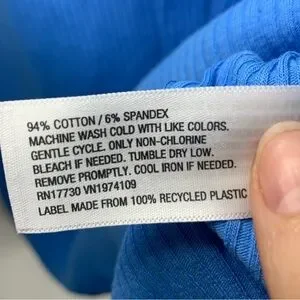 94% COTTON / 6% SPANDEX
MACHINE WASH COLD WITH LIKE COLORS.
GENTLE CYCLE. ONLY NON-CHLORINE
BLEACH IF NEEDED. TUMBLE DRY LOW.
REMOVE PROMPTLY. COOL IRON IF NEEDED.
RN17730 VN1974109
LABEL MADE FROM 100% RECYCLED PLASTIC